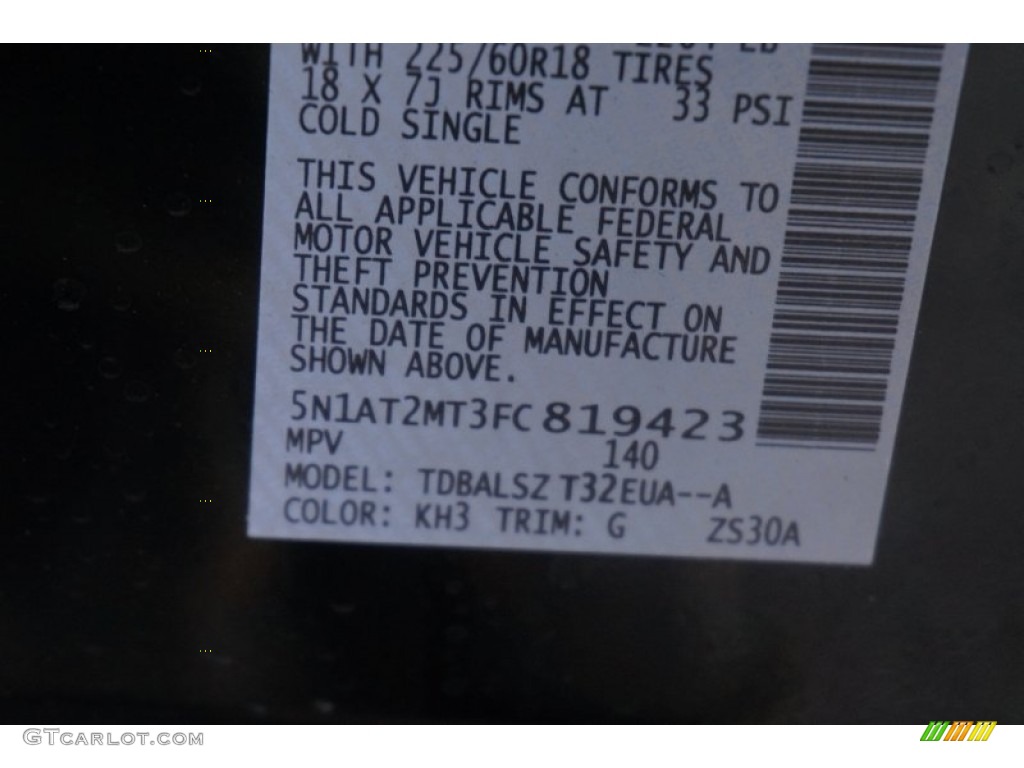 WITH 225/60R18 TIRES
18 X 7J RIMS AT 33 PSI
COLD SINGLE
THIS VEHICLE CONFORMS TO
ALL APPLICABLE FEDERAL
MOTOR VEHICLE SAFETY AND
THEFT PREVENTION
STANDARDS IN EFFECT ON
THE DATE OF MANUFACTURE
SHOWN ABOVE.
5N1AT2MT3FC819423
MPV 140
MODEL: TDBALSZ T32EUA--A
COLOR: KH3 TRIM: G ZS30A
GTCARLOT.COM